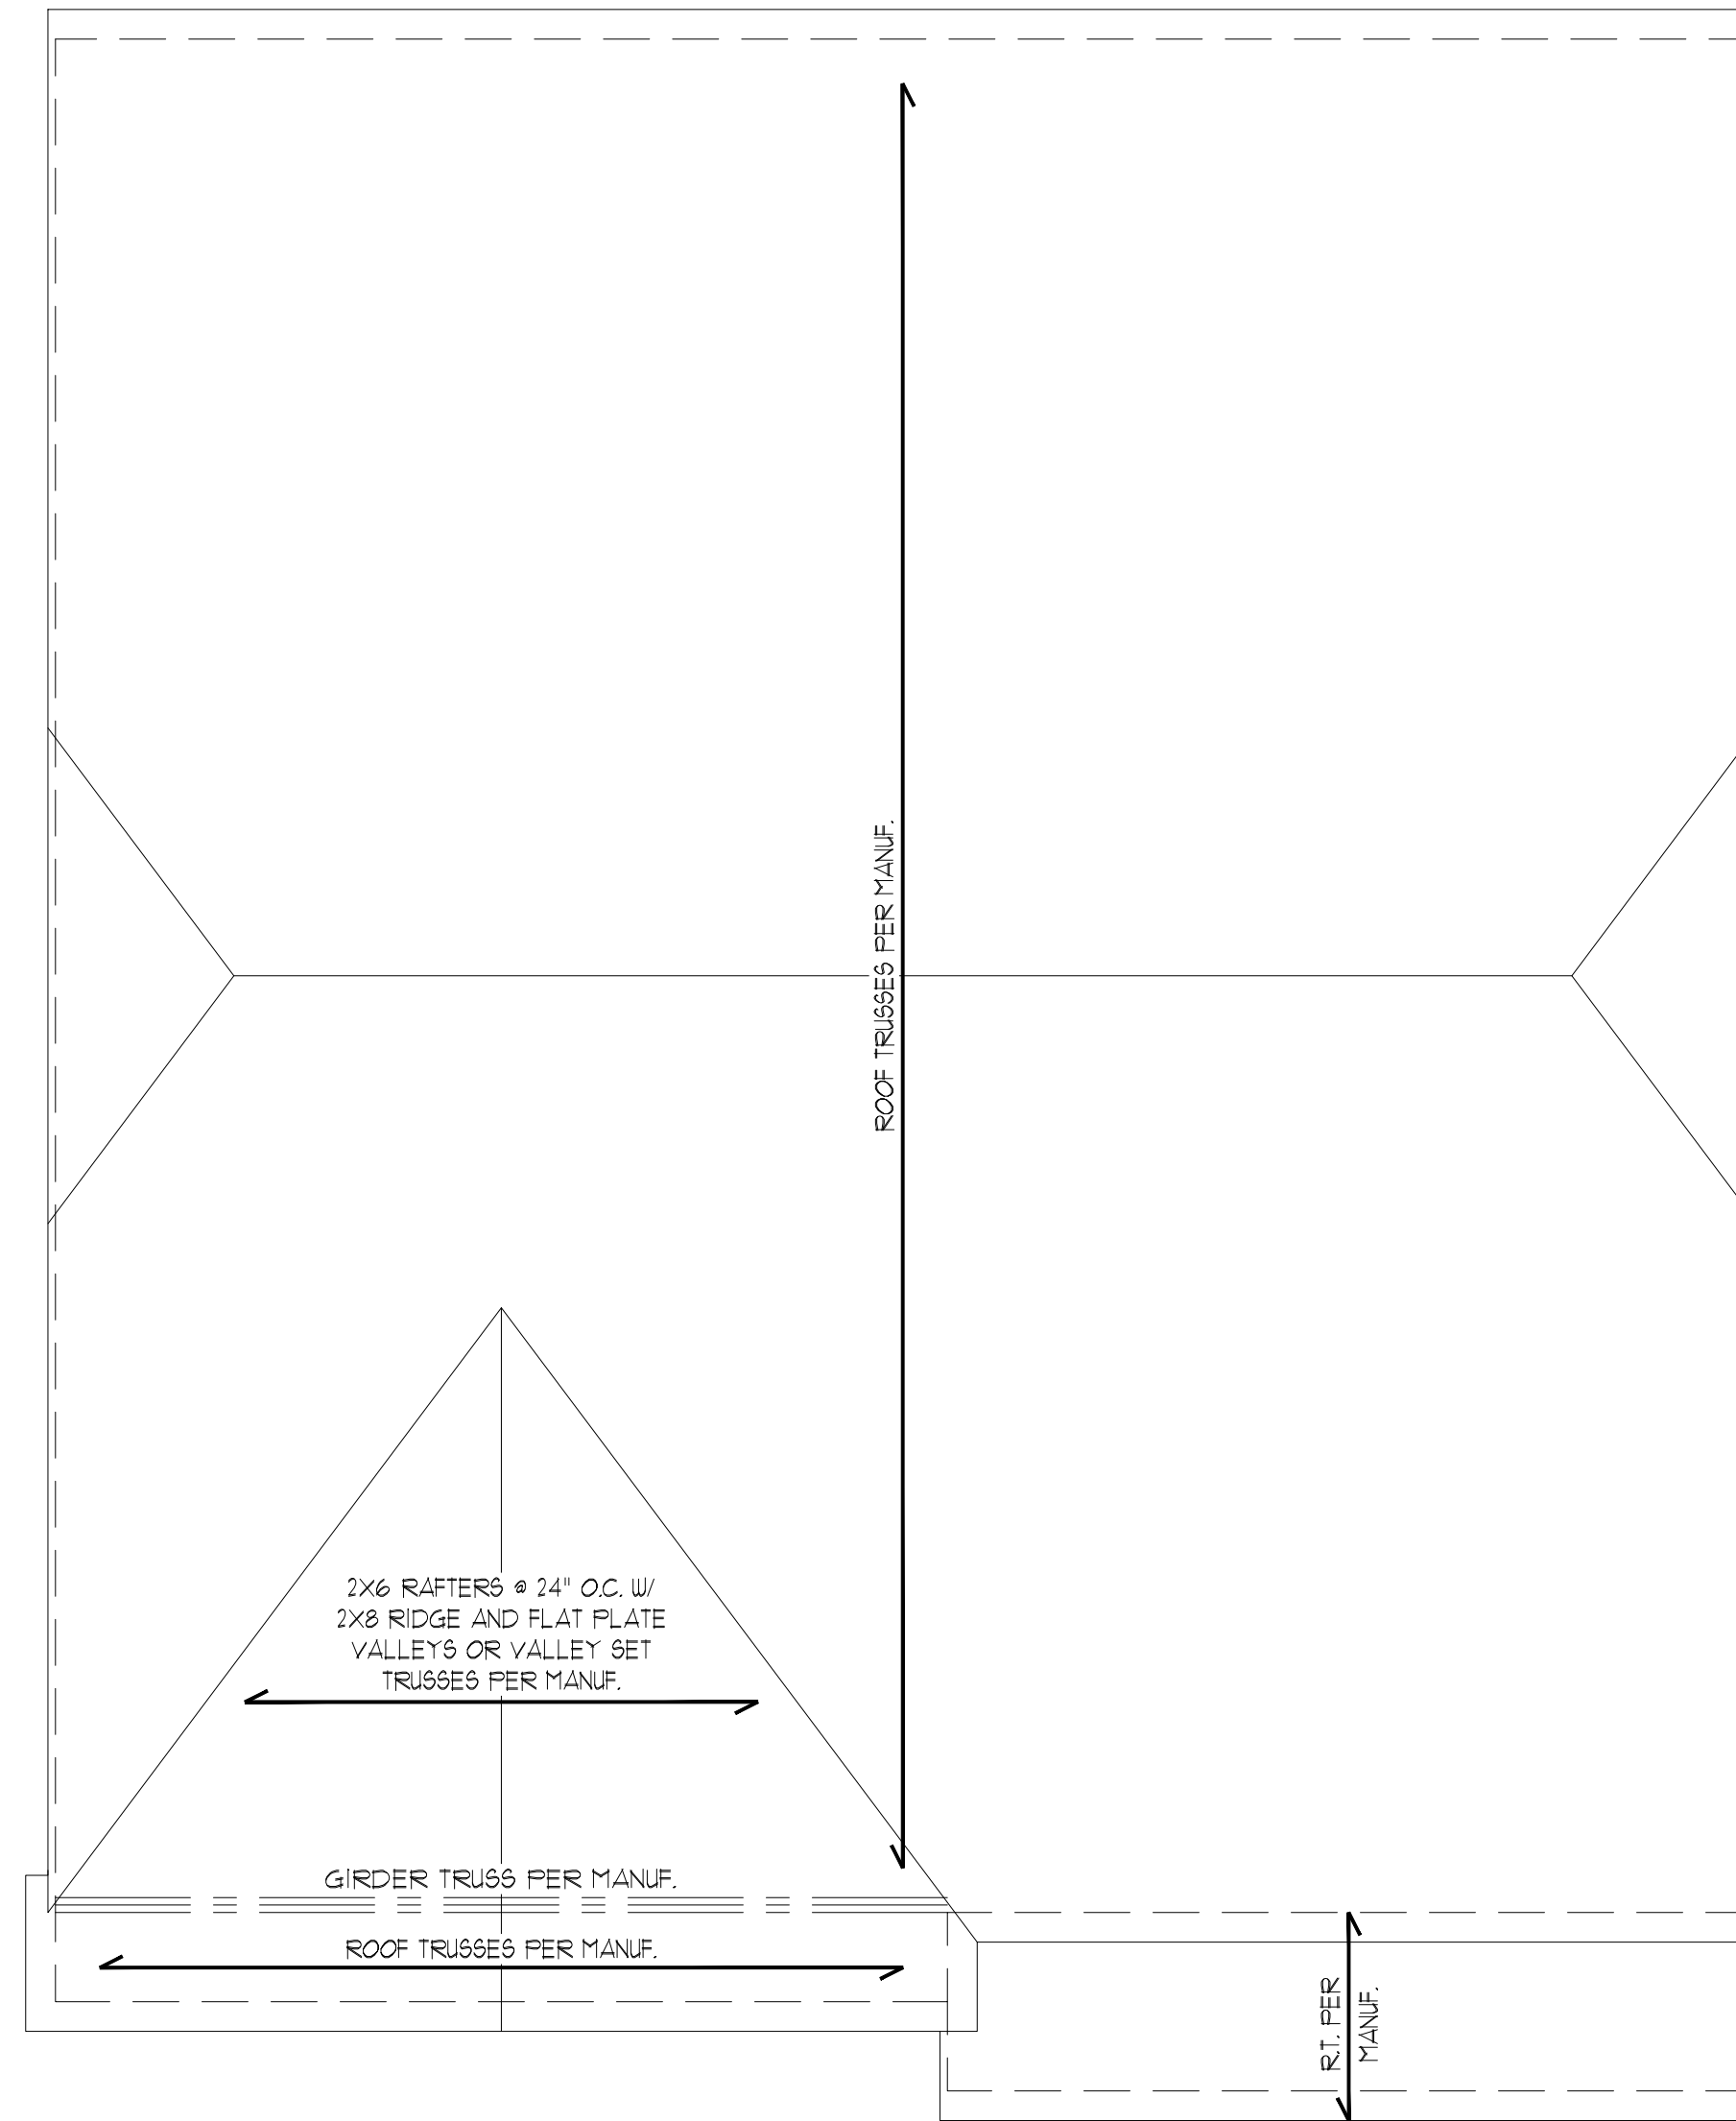 ROOF TRUSSES PER MANUF.
2X6 RAFTERS @ 24" O.C. W/
2X8 RIDGE AND FLAT PLATE
VALLEYS OR VALLEY SET
TRUSSES PER MANUF.
GIRDER TRUSS PER MANUF.
ROOF TRUSSES PER MANUF.
R.T. PER
MANUF.